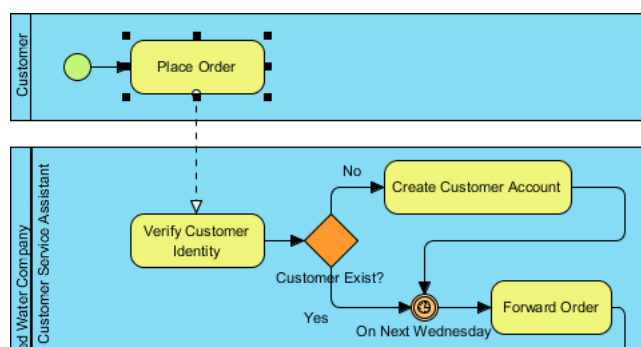 Customer
Place Order
ed Water Company
Customer Service Assistant
Verify Customer
Identity
Customer Exist?
No
Yes
Create Customer Account
On Next Wednesday
Forward Order